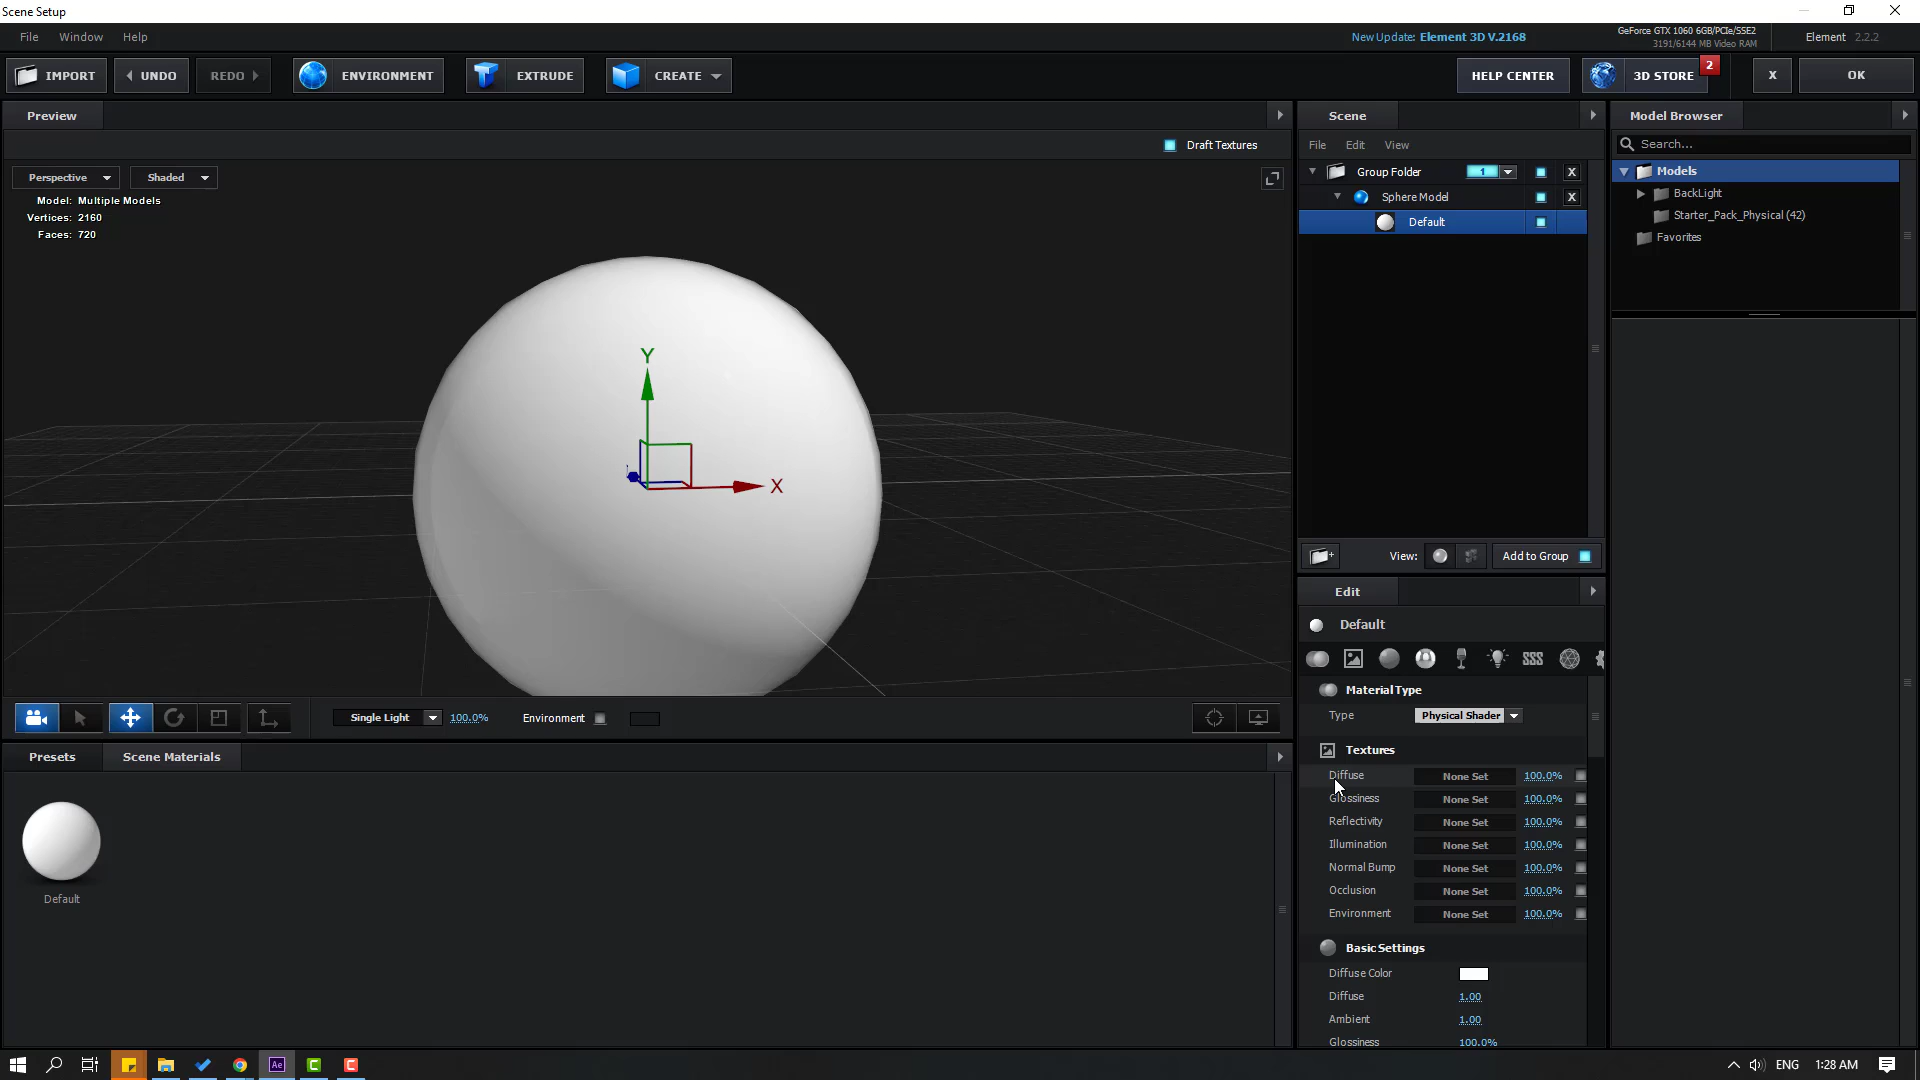 Scene Setup
File Window Help
New Update: Element 3D V.2168
GeForce GTX 1060 6GB/PCIe/SSE2
3191/6144 MB Video RAM
Element 2.2.2
IMPORT UNDO REDO ENVIRONMENT EXTRUDE CREATE HELP CENTER 3D STORE 2 X OK
Preview
Draft Textures
Perspective Shaded
Model: Multiple Models
Vertices: 2160
Faces: 720
Y
X
Single Light 100.0% Environment
Presets Scene Materials
Default
Scene
File Edit View
Group Folder 1 X
Sphere Model X
Default
View: Add to Group
Edit
Default
SSS
Material Type
Type Physical Shader
Textures
Diffuse None Set 100.0%
Glossiness None Set 100.0%
Reflectivity None Set 100.0%
Illumination None Set 100.0%
Normal Bump None Set 100.0%
Occlusion None Set 100.0%
Environment None Set 100.0%
Basic Settings
Diffuse Color
Diffuse 1.00
Ambient 1.00
Glossiness 100.0%
Model Browser
Search...
Models
BackLight
Starter_Pack_Physical (42)
Favorites
Ae C C ENG 1:28 AM